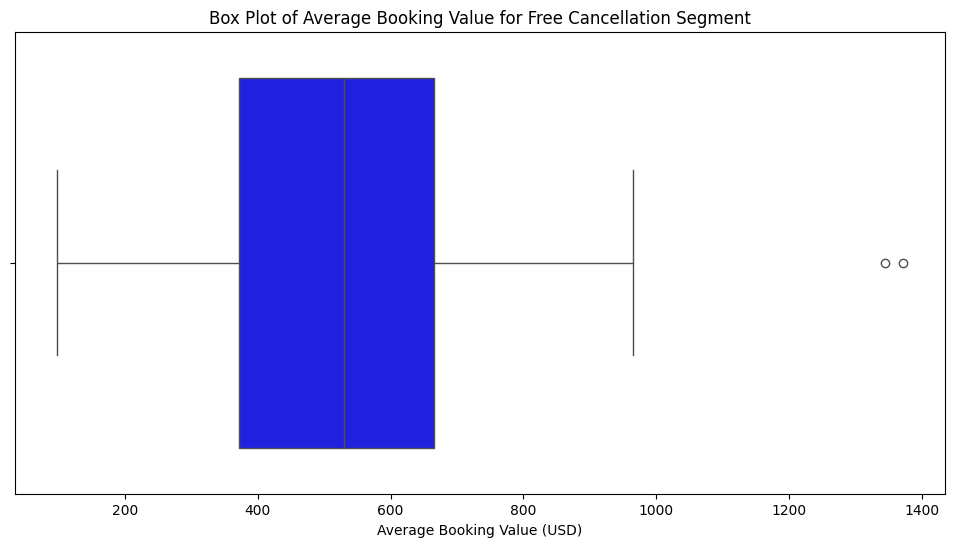 Box Plot of Average Booking Value for Free Cancellation Segment
200 400 600 800 1000 1200 1400
Average Booking Value (USD)